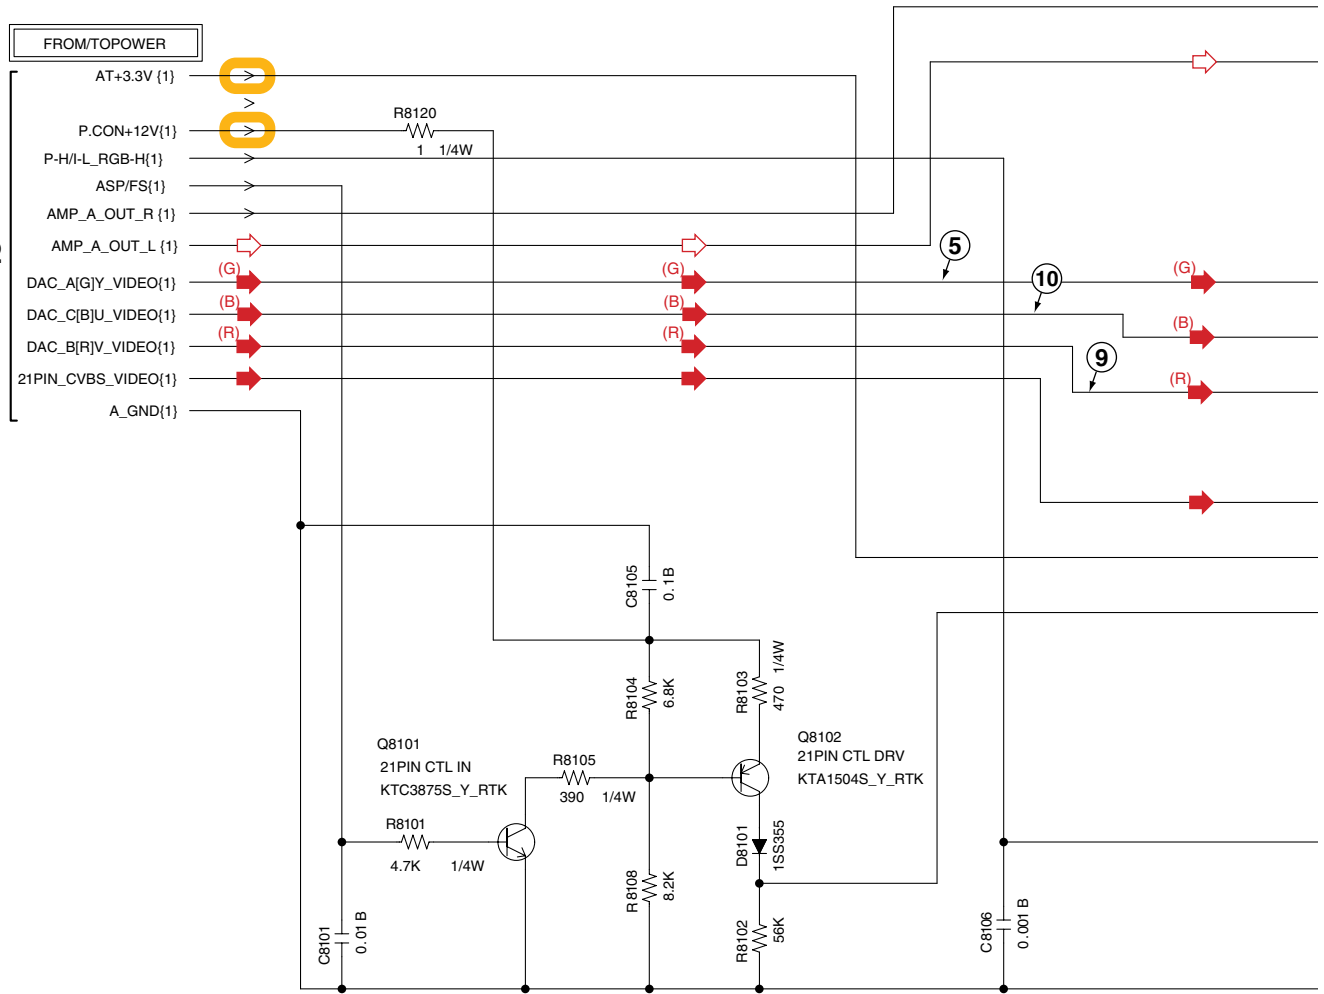 FROM/TOPOWER
AT+3.3V {1}
P.CON+12V{1}
R8120
1 1/4W
P-H/I-L_RGB-H{1}
ASP/FS{1}
AMP_A_OUT_R {1}
AMP_A_OUT_L {1}
5
(G) (G) (G)
DAC_A[G]Y_VIDEO{1}
10
(B) (B) (B)
DAC_C[B]U_VIDEO{1}
(R) (R)
DAC_B[R]V_VIDEO{1}
9
(R)
21PIN_CVBS_VIDEO{1}
A_GND{1}
C8105
0.1B
R8104
6.8K
R8103
470 1/4W
Q8101
21PIN CTL IN
KTC3875S_Y_RTK
R8105
390 1/4W
Q8102
21PIN CTL DRV
KTA1504S_Y_RTK
R8101
4.7K 1/4W
D8101
1SS355
R8108
8.2K
C8101
0.01B
R8102
56K
C8106
0.001B